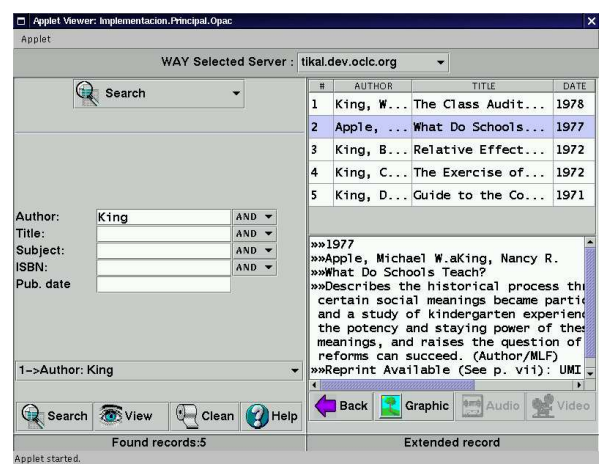 Applet Viewer: Implementacion.Principal.Opac
Applet
WAY Selected Server : tikal.dev.oclc.org
Search
# AUTHOR TITLE DATE
1 King, W... The Class Audit... 1978
2 Apple, ... What Do Schools... 1977
3 King, B... Relative Effect... 1972
4 King, C... The Exercise of... 1972
5 King, D... Guide to the Co... 1971
Author: King AND
Title: AND
Subject: AND
ISBN: AND
Pub. date
»»1977
»»Apple, Michael W.aKing, Nancy R.
»»What Do Schools Teach?
»»Describes the historical process thr
certain social meanings became partic
and a study of kindergarten experienc
the potency and staying power of thes
meanings, and raises the question of
reforms can succeed. (Author/MLF)
»»Reprint Available (See p. vii): UMI
1->Author: King
Search View Clean Help
Back Graphic Audio Video
Found records:5
Extended record
Applet started.